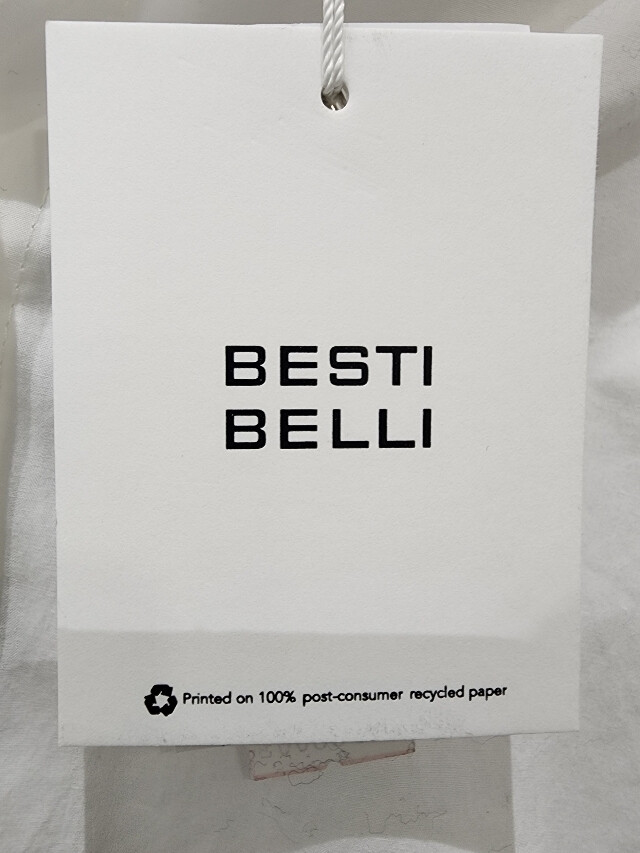 BESTI
BELLI
Printed on 100% post-consumer recycled paper